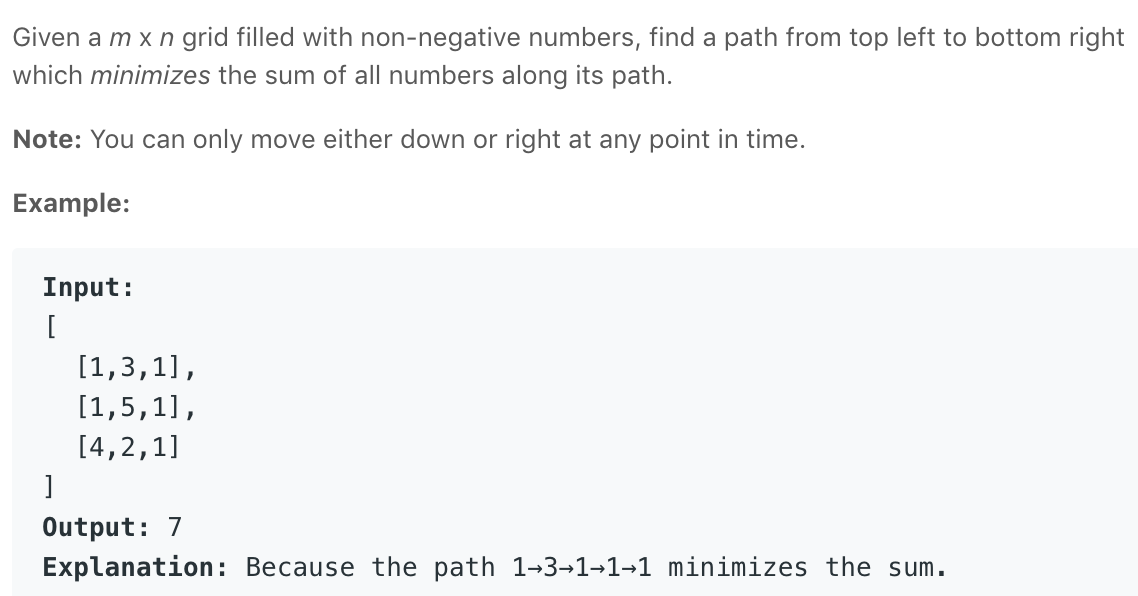 Given a m x n grid filled with non-negative numbers, find a path from top left to bottom right
which minimizes the sum of all numbers along its path.
Note: You can only move either down or right at any point in time.
Example:
Input:
[
  [1,3,1],
  [1,5,1],
  [4,2,1]
]
Output: 7
Explanation: Because the path 1→3→1→1→1 minimizes the sum.